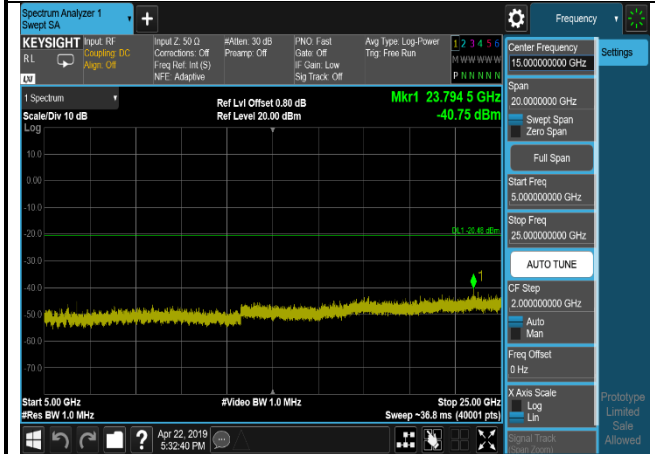 Spectrum Analyzer 1
Swept SA
+
Frequency
KEYSIGHT
RL
LXI
Input: RF
Coupling: DC
Align: Off
Input Z: 50 Ω
Corrections: Off
Freq Ref: Int (S)
NFE: Adaptive
#Atten: 30 dB
Preamp: Off
PNO: Fast
Gate: Off
IF Gain: Low
Sig Track: Off
Avg Type: Log-Power
Trig: Free Run
1 2 3 4 5 6
M W W W W W
P N N N N N
1 Spectrum
Scale/Div 10 dB
Log
Ref Lvl Offset 0.80 dB
Ref Level 20.00 dBm
Mkr1 23.794 5 GHz
-40.75 dBm
10.0
0.00
-10.0
-20.0
-30.0
-40.0
-50.0
-60.0
-70.0
DL1 -20.46 dBm
1
Start 5.00 GHz
#Res BW 1.0 MHz
#Video BW 1.0 MHz
Stop 25.00 GHz
Sweep ~36.8 ms (40001 pts)
?
Apr 22, 2019
5:32:40 PM
Center Frequency
15.000000000 GHz
Span
20.0000000 GHz
Swept Span
Zero Span
Full Span
Start Freq
5.000000000 GHz
Stop Freq
25.000000000 GHz
AUTO TUNE
CF Step
2.000000000 GHz
Auto
Man
Freq Offset
0 Hz
X Axis Scale
Log
Lin
Signal Track
(Span Zoom)
Settings
Prototype
Limited
Sale
Allowed